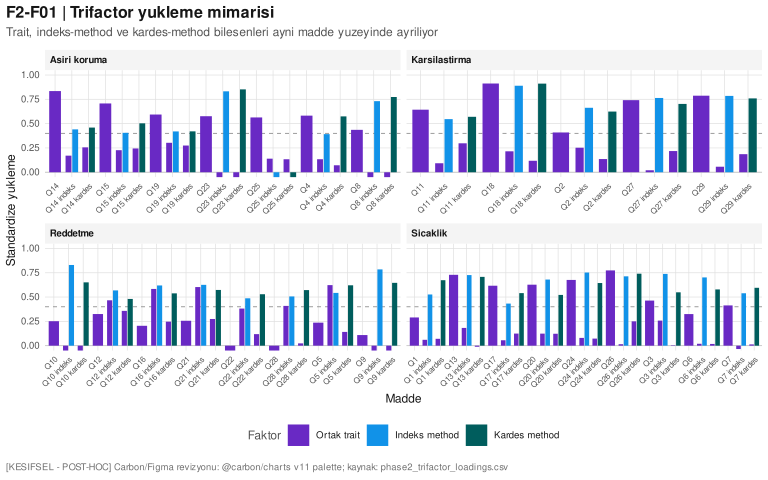 F2-F01 | Trifactor yukleme mimarisi
Trait, indeks-method ve kardes-method bilesenleri ayni madde yuzeyinde ayriliyor
Asiri koruma
Karsilastirma
1.00
0.75
0.50
0.25
0.00
Q14
Q14 indeks
Q14 kardes
Q15
Q15 indeks
Q15 kardes
Q19
Q19 indeks
Q19 kardes
Q23
Q23 indeks
Q23 kardes
Q25
Q25 indeks
Q25 kardes
Q4
Q4 indeks
Q4 kardes
Q8
Q8 indeks
Q8 kardes
Q11
Q11 indeks
Q11 kardes
Q18
Q18 indeks
Q18 kardes
Q2
Q2 indeks
Q2 kardes
Q27
Q27 indeks
Q27 kardes
Q29
Q29 indeks
Q29 kardes
Standardize yukleme
Reddetme
Sicaklik
1.00
0.75
0.50
0.25
0.00
Q10
Q10 indeks
Q10 kardes
Q12
Q12 indeks
Q12 kardes
Q16
Q16 indeks
Q16 kardes
Q21
Q21 indeks
Q21 kardes
Q22
Q22 indeks
Q22 kardes
Q28
Q28 indeks
Q28 kardes
Q5
Q5 indeks
Q5 kardes
Q9
Q9 indeks
Q9 kardes
Q1
Q1 indeks
Q1 kardes
Q13
Q13 indeks
Q13 kardes
Q17
Q17 indeks
Q17 kardes
Q20
Q20 indeks
Q20 kardes
Q24
Q24 indeks
Q24 kardes
Q26
Q26 indeks
Q26 kardes
Q3
Q3 indeks
Q3 kardes
Q6
Q6 indeks
Q6 kardes
Q7
Q7 indeks
Q7 kardes
Madde
Faktor
Ortak trait
Indeks method
Kardes method
[KESIFSEL - POST-HOC] Carbon/Figma revizyonu: @carbon/charts v11 palette; kaynak: phase2_trifactor_loadings.csv